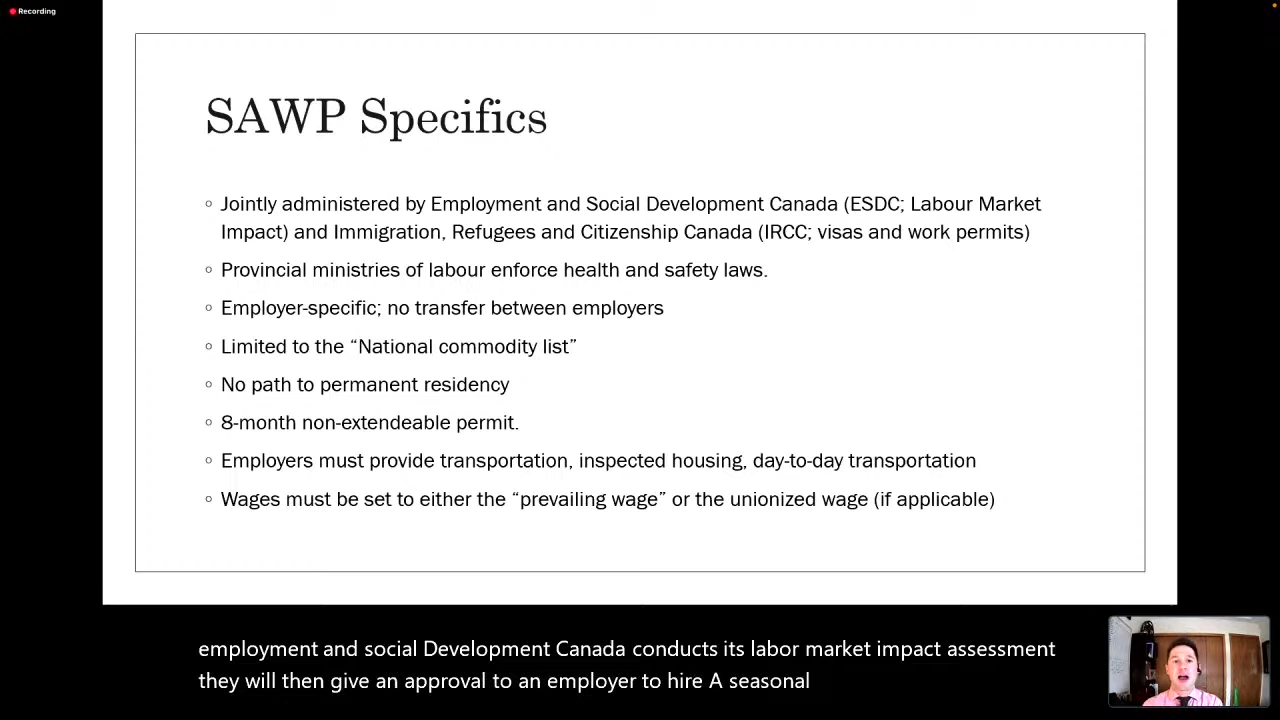 Recording
SAWP Specifics
◦ Jointly administered by Employment and Social Development Canada (ESDC; Labour Market
Impact) and Immigration, Refugees and Citizenship Canada (IRCC; visas and work permits)
◦ Provincial ministries of labour enforce health and safety laws.
◦ Employer-specific; no transfer between employers
◦ Limited to the “National commodity list”
◦ No path to permanent residency
◦ 8-month non-extendeable permit.
◦ Employers must provide transportation, inspected housing, day-to-day transportation
◦ Wages must be set to either the “prevailing wage” or the unionized wage (if applicable)
employment and social Development Canada conducts its labor market impact assessment
they will then give an approval to an employer to hire A seasonal